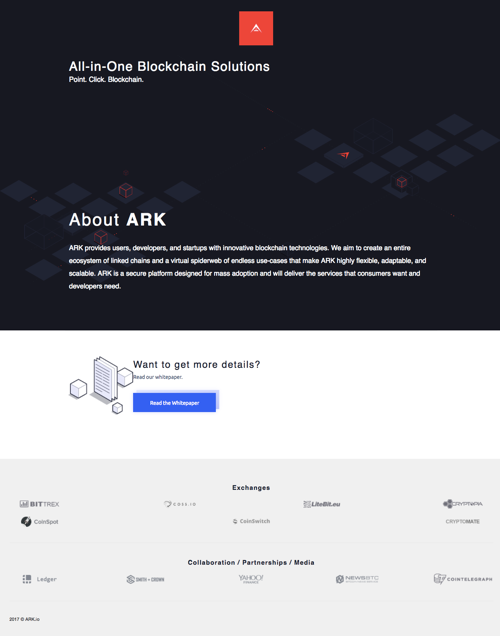 All-in-One Blockchain Solutions
Point. Click. Blockchain.
About ARK
ARK provides users, developers, and startups with innovative blockchain technologies. We aim to create an entire
ecosystem of linked chains and a virtual spiderweb of endless use-cases that make ARK highly flexible, adaptable, and
scalable. ARK is a secure platform designed for mass adoption and will deliver the services that consumers want and
developers need.
Want to get more details?
Read our whitepaper.
Read the Whitepaper
Exchanges
BITTREX COSS.IO LiteBit.eu CRYPTOPIA
CoinSpot CoinSwitch CRYPTOMATE
Collaboration / Partnerships / Media
Ledger SMITH + CROWN YAHOO! FINANCE NEWSBTC COINTELEGRAPH
2017 © ARK.io